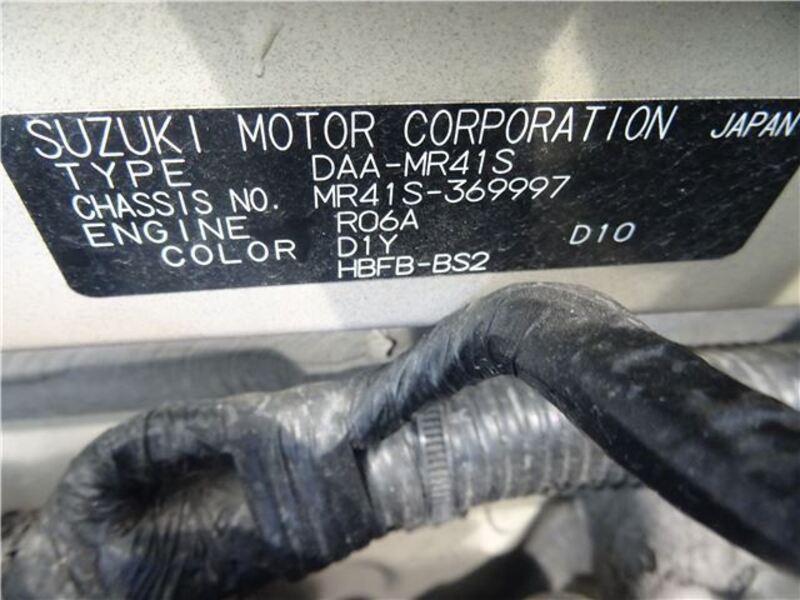 SUZUKI MOTOR CORPORATION JAPAN
TYPE DAA-MR41S
CHASSIS NO. MR41S-369997
ENGINE R06A
COLOR D1Y D10
HBFB-BS2